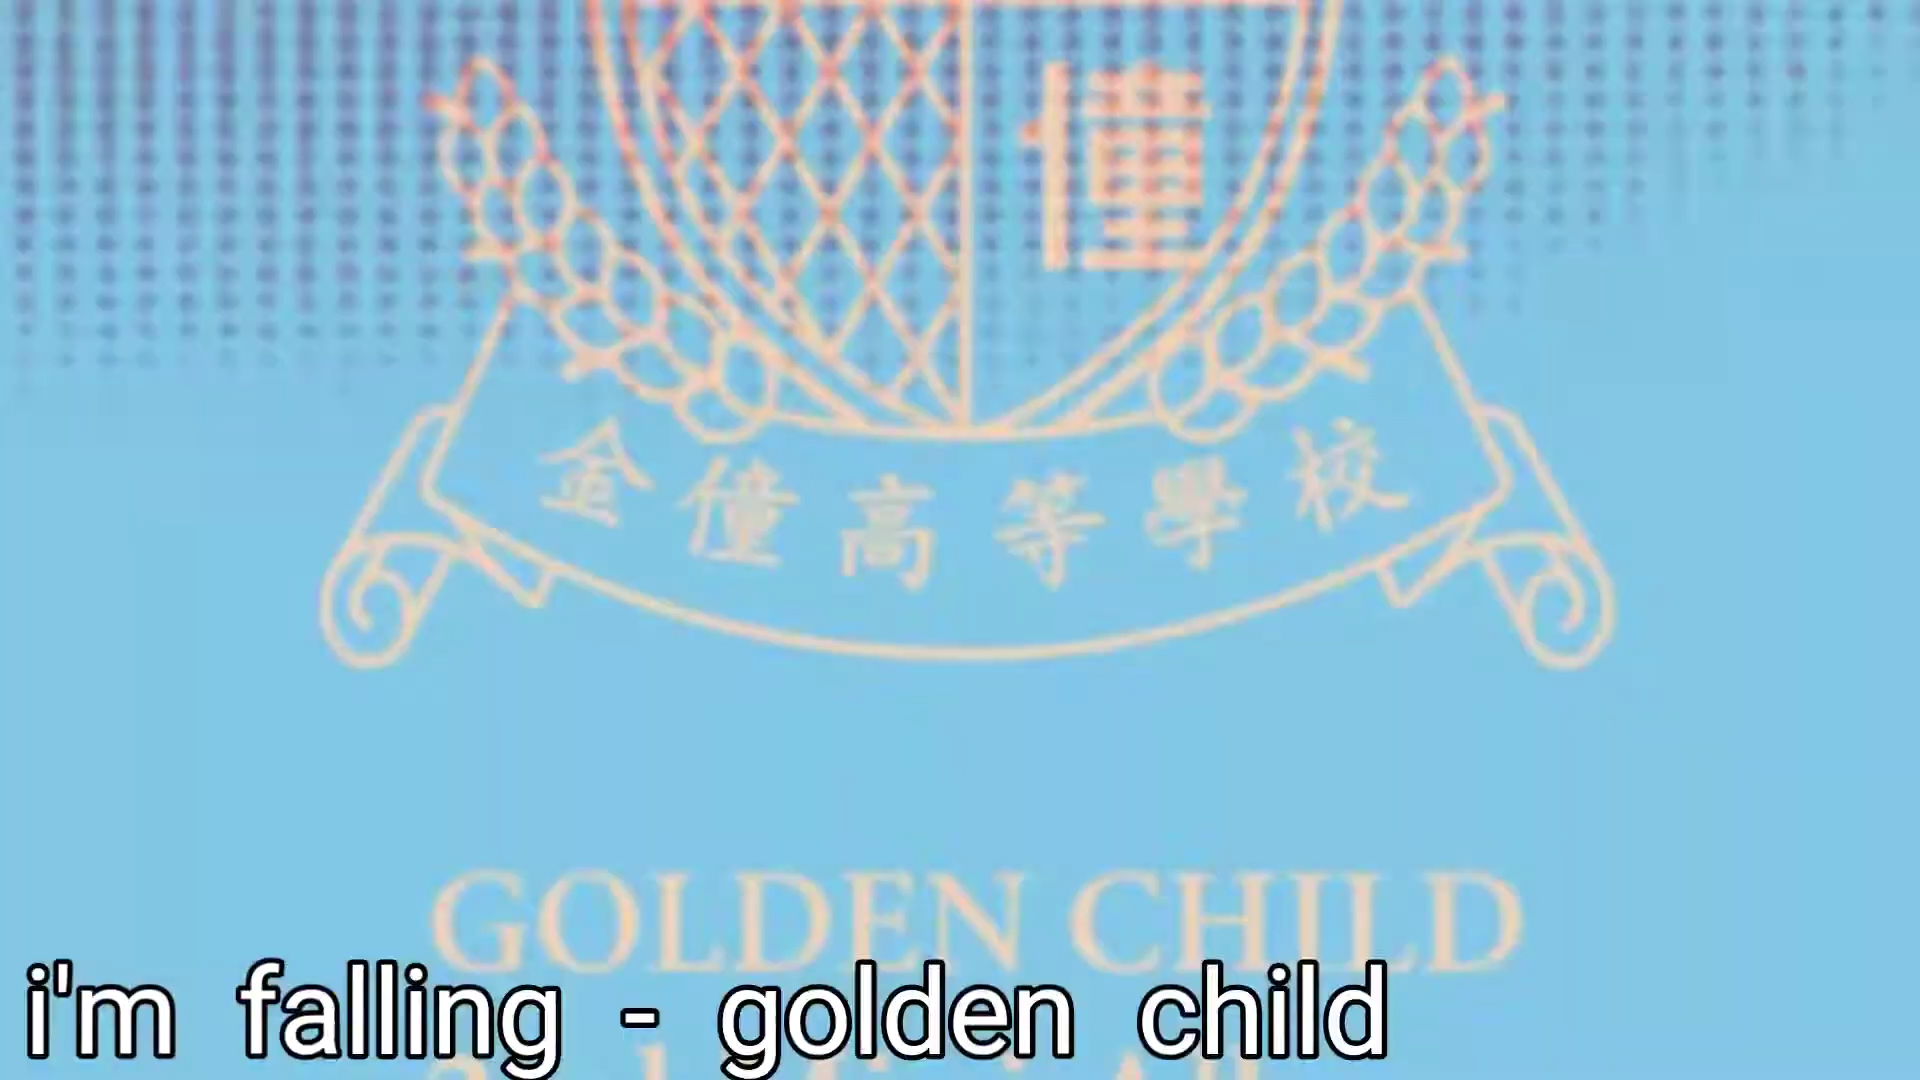 僮
金僮高等學校
GOLDEN CHILD
i'm falling - golden child